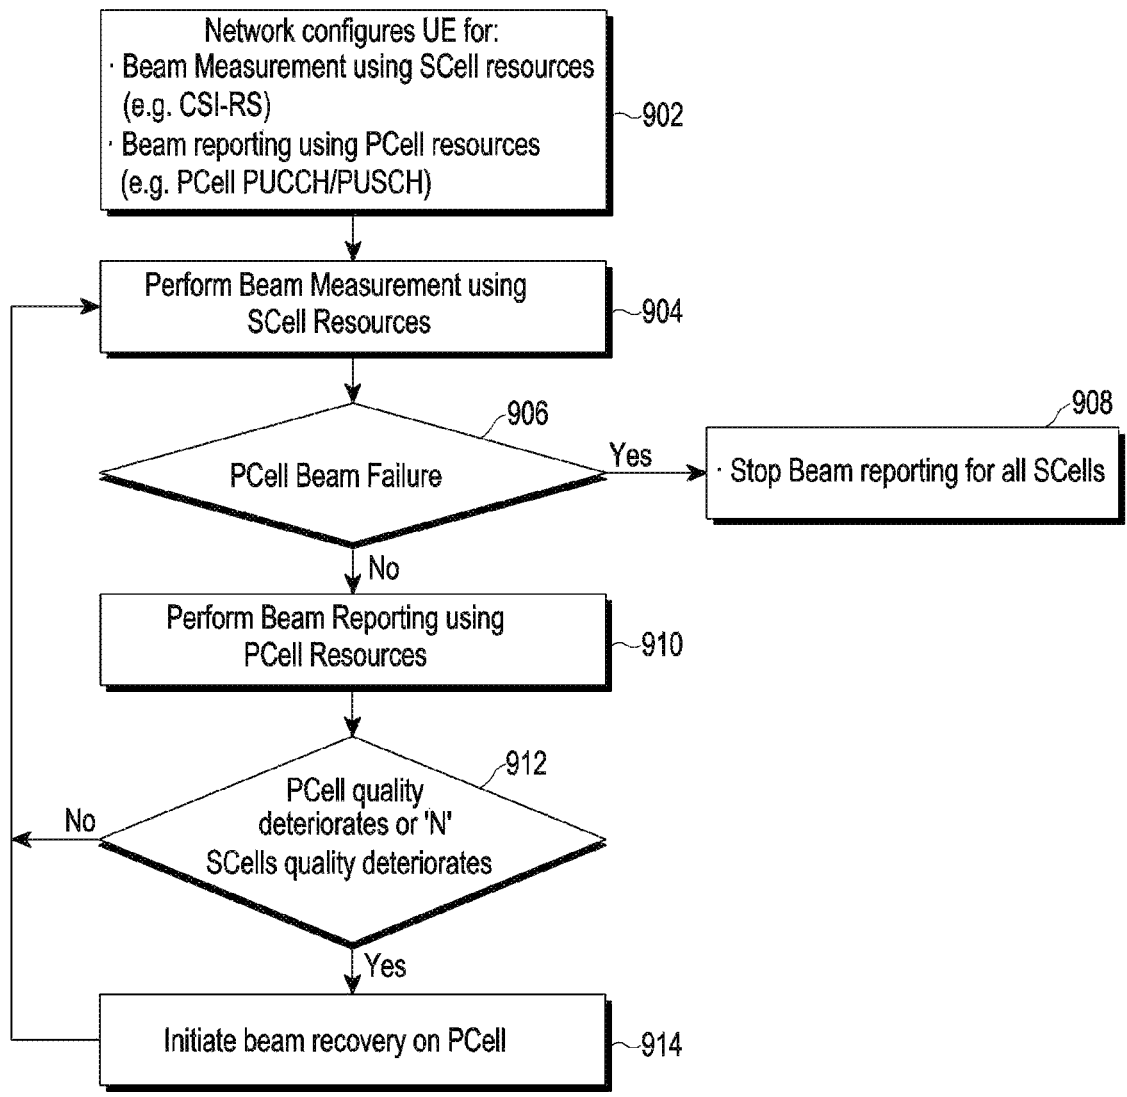 Network configures UE for:
· Beam Measurement using SCell resources
(e.g. CSI-RS)
· Beam reporting using PCell resources
(e.g. PCell PUCCH/PUSCH)
902
Perform Beam Measurement using
SCell Resources
904
906
PCell Beam Failure
Yes
908
· Stop Beam reporting for all SCells
No
Perform Beam Reporting using
PCell Resources
910
912
PCell quality
deteriorates or 'N'
SCells quality deteriorates
No
Yes
Initiate beam recovery on PCell
914